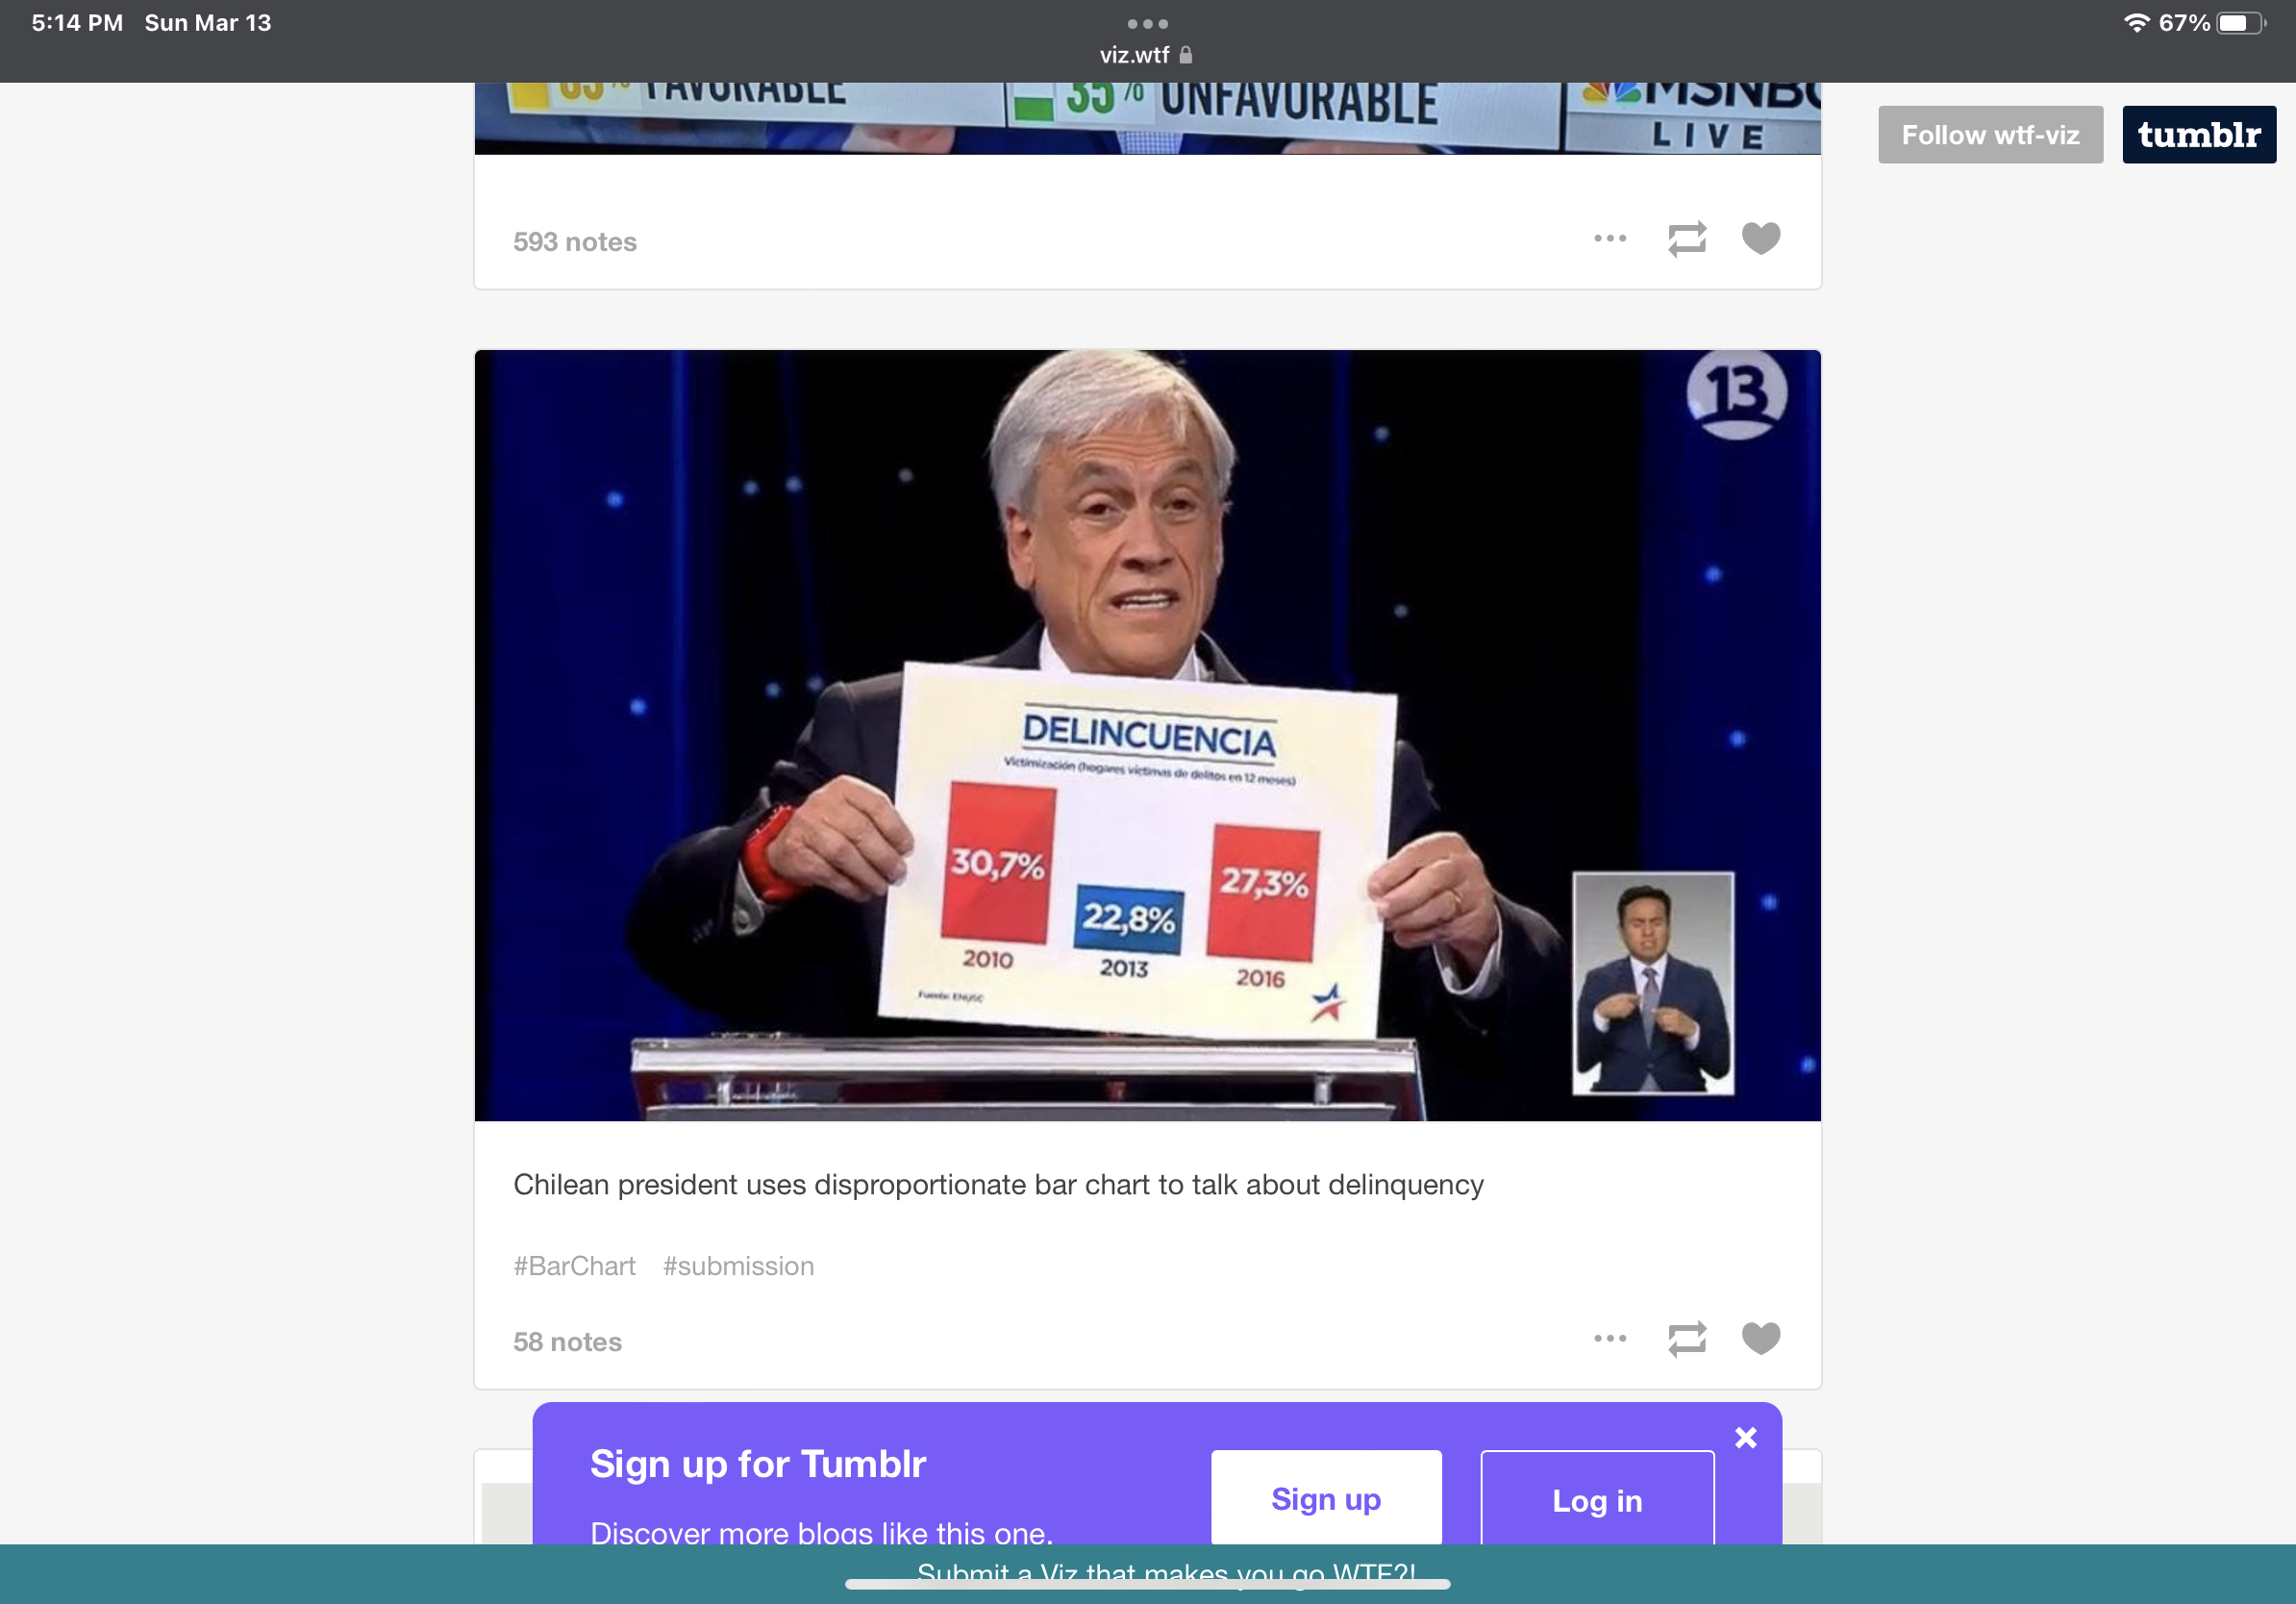 5:14 PM Sun Mar 13
67%
viz.wtf
FAVORABLE
35% UNFAVORABLE
MSNBC
LIVE
Follow wtf-viz
tumblr
593 notes
13
DELINCUENCIA
Victimización (hogares víctimas de delitos en 12 meses)
30,7%
22,8%
27,3%
2010
2013
2016
Fuente: ENUSC
Chilean president uses disproportionate bar chart to talk about delinquency
#BarChart #submission
58 notes
Sign up for Tumblr
Sign up
Log in
Discover more blogs like this one.
Submit a Viz that makes you go WTF?!